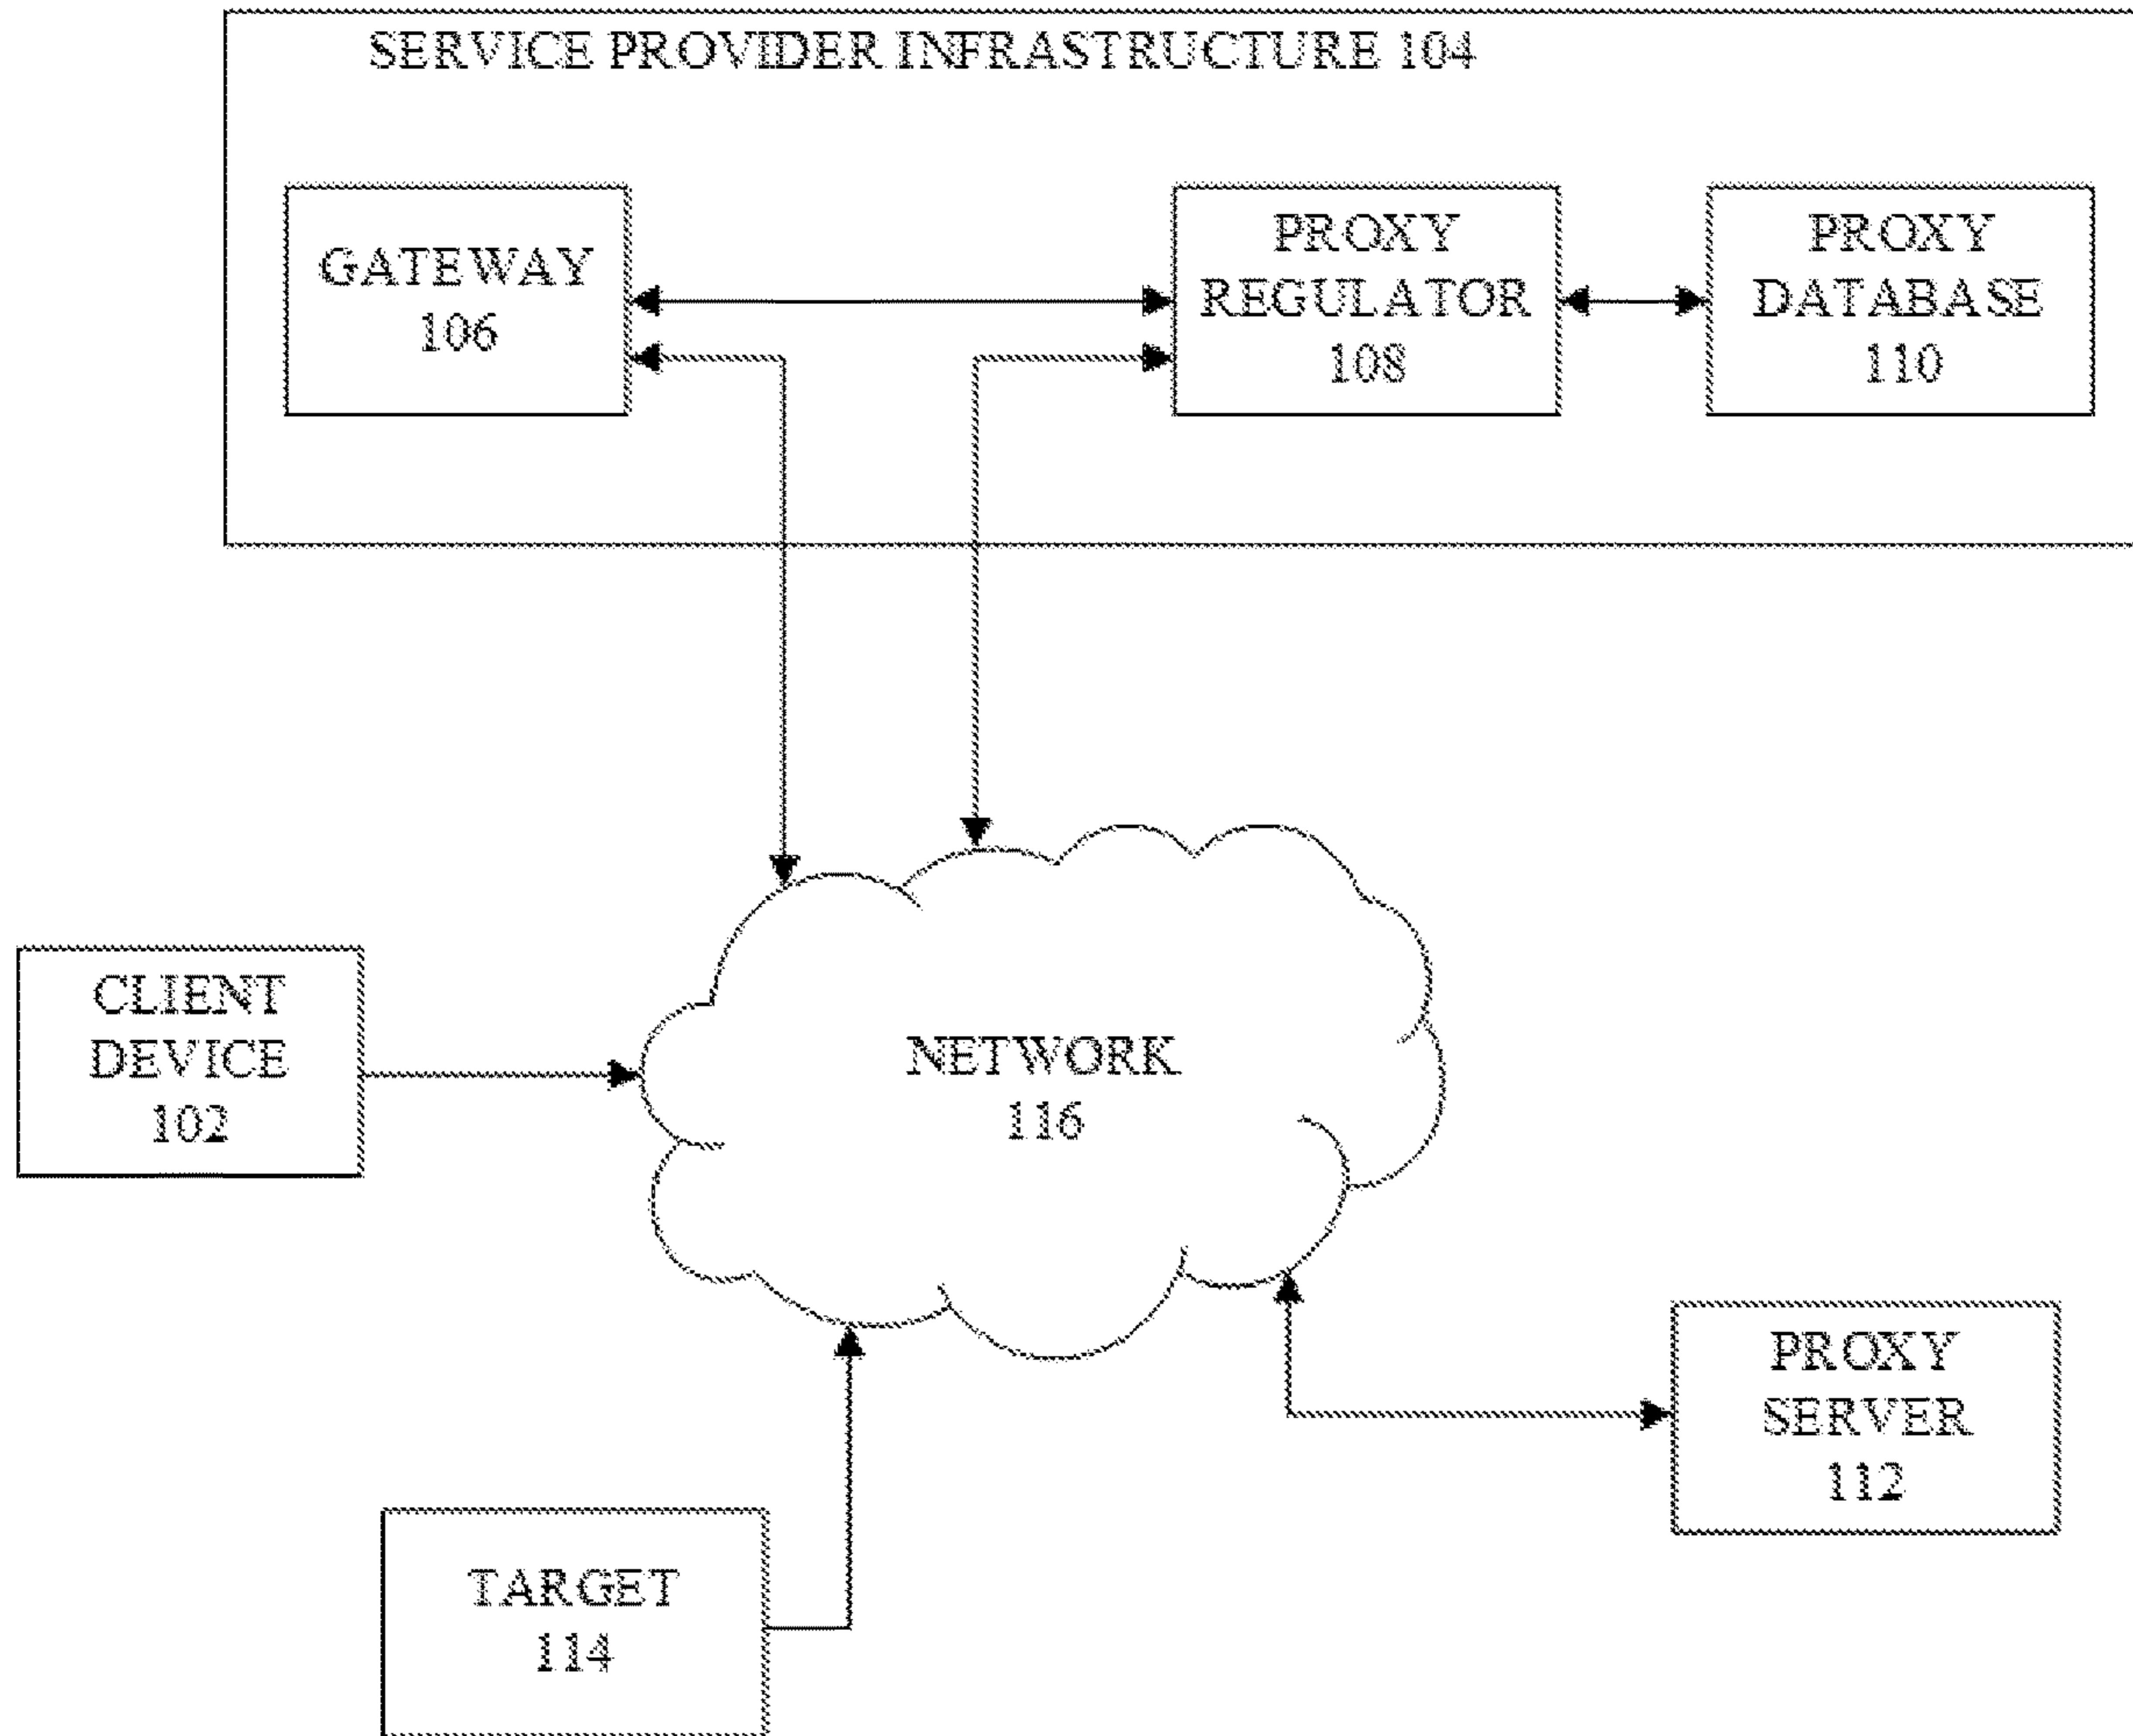 SERVICE PROVIDER INFRASTRUCTURE 104
GATEWAY
106
PROXY
REGULATOR
108
PROXY
DATABASE
110
CLIENT
DEVICE
102
NETWORK
116
PROXY
SERVER
112
TARGET
114